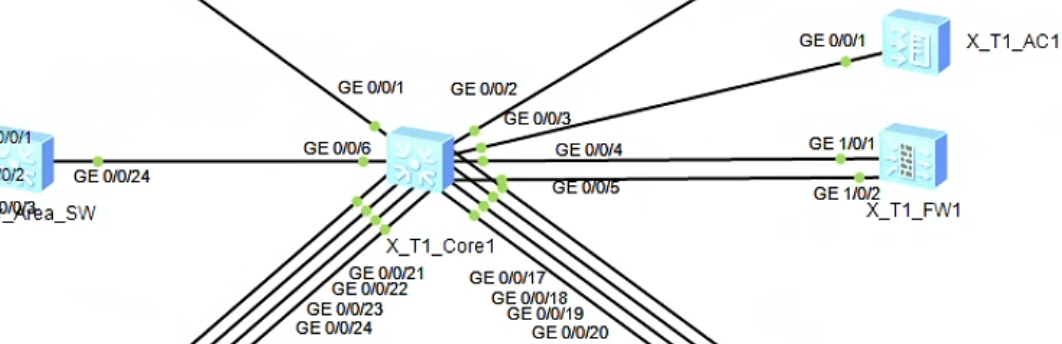 GE 0/0/1
X_T1_AC1
GE 0/0/1
GE 0/0/2
GE 0/0/3
0/0/1
GE 0/0/6
GE 0/0/4
GE 1/0/1
0/0/2
GE 0/0/24
GE 0/0/5
GE 1/0/2
0/0/3
_Area_SW
X_T1_FW1
X_T1_Core1
GE 0/0/21
GE 0/0/22
GE 0/0/23
GE 0/0/24
GE 0/0/17
GE 0/0/18
GE 0/0/19
GE 0/0/20